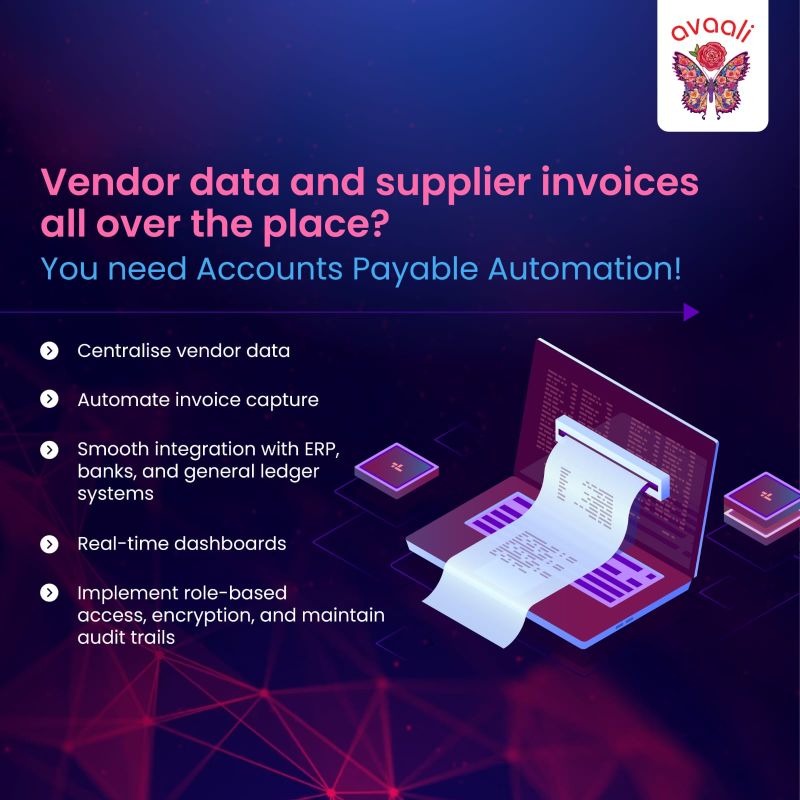 avaali
Vendor data and supplier invoices
all over the place?
You need Accounts Payable Automation!
Centralise vendor data
Automate invoice capture
Smooth integration with ERP,
banks, and general ledger
systems
Real-time dashboards
Implement role-based
access, encryption, and maintain
audit trails